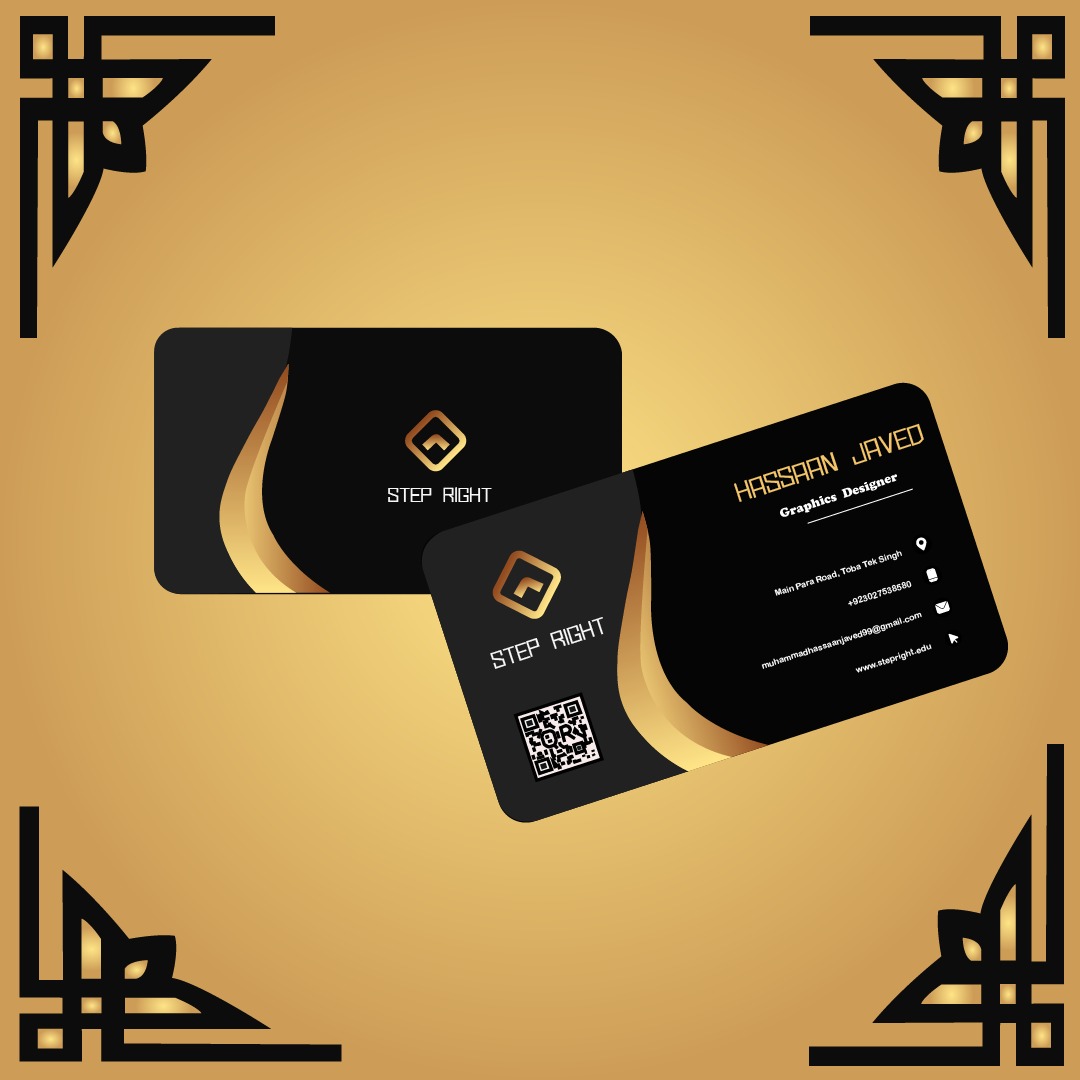 STEP RIGHT
HASSAAN JAVED
Graphics Designer
Main Para Road, Toba Tek Singh
+923027538580
muhammadhassaanjaved99@gmail.com
www.stepright.edu
STEP RIGHT
QR